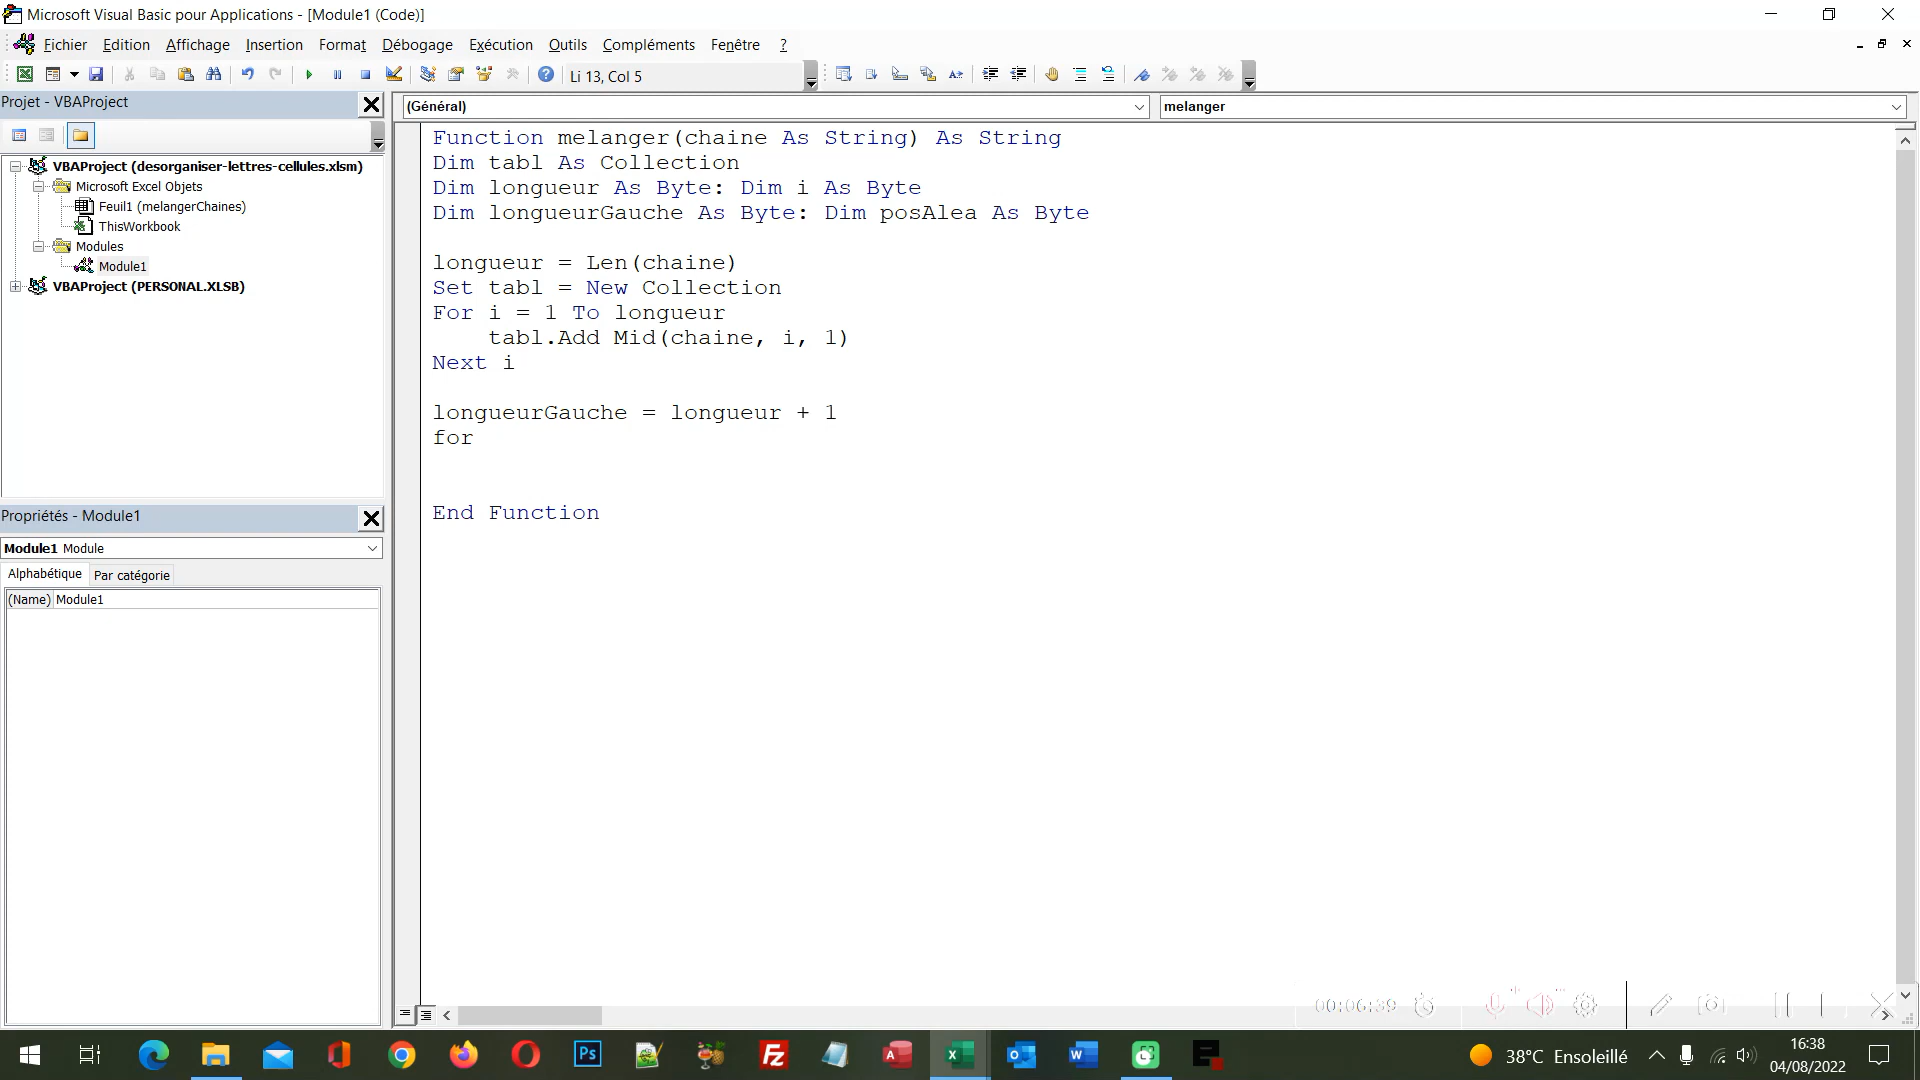 Microsoft Visual Basic pour Applications - [Module1 (Code)]
Fichier Edition Affichage Insertion Format Débogage Exécution Outils Compléments Fenêtre ?
Li 13, Col 5
Projet - VBAProject
(Général) melanger
VBAProject (desorganiser-lettres-cellules.xlsm)
Microsoft Excel Objets
Feuil1 (melangerChaines)
ThisWorkbook
Modules
Module1
VBAProject (PERSONAL.XLSB)
Function melanger(chaine As String) As String
Dim tabl As Collection
Dim longueur As Byte: Dim i As Byte
Dim longueurGauche As Byte: Dim posAlea As Byte
longueur = Len(chaine)
Set tabl = New Collection
For i = 1 To longueur
tabl.Add Mid(chaine, i, 1)
Next i
longueurGauche = longueur + 1
for
End Function
Propriétés - Module1
Module1 Module
Alphabétique Par catégorie
(Name) Module1
00:06:39
38°C Ensoleillé
16:38
04/08/2022